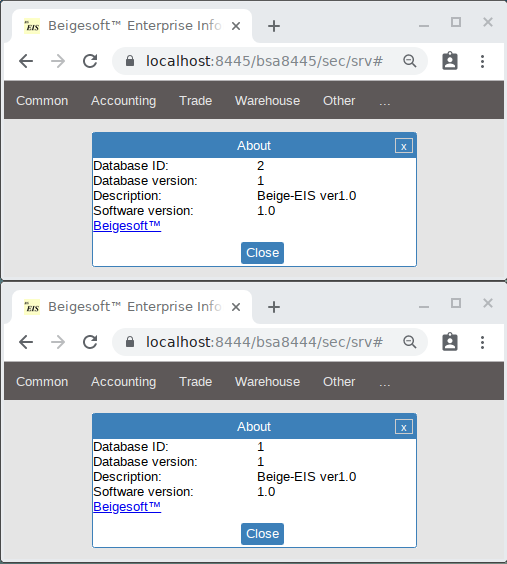 Beigesoft™ Enterprise Info
localhost:8445/bsa8445/sec/srv#
Common Accounting Trade Warehouse Other ...
About x
Database ID: 2
Database version: 1
Description: Beige-EIS ver1.0
Software version: 1.0
Beigesoft™
Close
Beigesoft™ Enterprise Info
localhost:8444/bsa8444/sec/srv#
Common Accounting Trade Warehouse Other ...
About x
Database ID: 1
Database version: 1
Description: Beige-EIS ver1.0
Software version: 1.0
Beigesoft™
Close